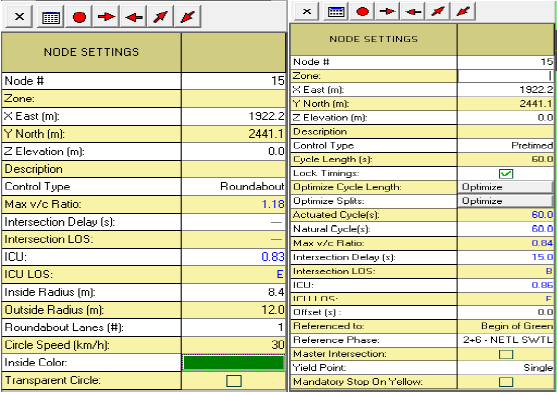 NODE SETTINGS
Node # 15
Zone:
X East (m): 1922.2
Y North (m): 2441.1
Z Elevation (m): 0.0
Description
Control Type Roundabout
Max v/c Ratio: 1.18
Intersection Delay (s): —
Intersection LOS: —
ICU: 0.83
ICU LOS: E
Inside Radius (m): 8.4
Outside Radius (m): 12.0
Roundabout Lanes (#): 1
Circle Speed (km/h): 30
Inside Color:
Transparent Circle:
NODE SETTINGS
Node # 15
Zone:
X East (m): 1922.2
Y North (m): 2441.1
Z Elevation (m): 0.0
Description
Control Type Pretimed
Cycle Length (s): 60.0
Lock Timings:
Optimize Cycle Length: Optimize
Optimize Splits: Optimize
Actuated Cycle(s): 60.0
Natural Cycle(s): 60.0
Max v/c Ratio: 0.84
Intersection Delay (s): 15.0
Intersection LOS: B
ICU: 0.86
ICU LOS: E
Offset (s) : 0.0
Referenced to: Begin of Green
Reference Phase: 2+6 - NETL SWTL
Master Intersection:
Yield Point: Single
Mandatory Stop On Yellow: